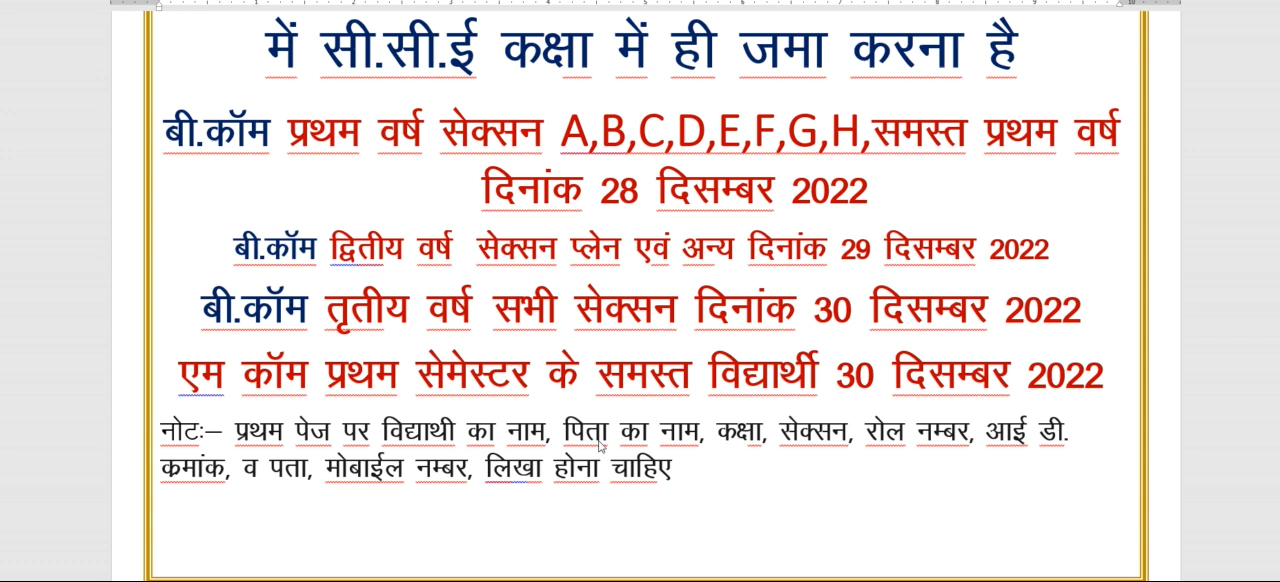 में सी.सी.ई कक्षा में ही जमा करना है
बी.कॉम प्रथम वर्ष सेक्सन A,B,C,D,E,F,G,H,समस्त प्रथम वर्ष
दिनांक 28 दिसम्बर 2022
बी.कॉम द्वितीय वर्ष सेक्सन प्लेन एवं अन्य दिनांक 29 दिसम्बर 2022
बी.कॉम तृतीय वर्ष सभी सेक्सन दिनांक 30 दिसम्बर 2022
एम कॉम प्रथम सेमेस्टर के समस्त विद्यार्थी 30 दिसम्बर 2022
नोटः– प्रथम पेज पर विद्याथी का नाम, पिता का नाम, कक्षा, सेक्सन, रोल नम्बर, आई डी.
कमांक, व पता, मोबाईल नम्बर, लिखा होना चाहिए